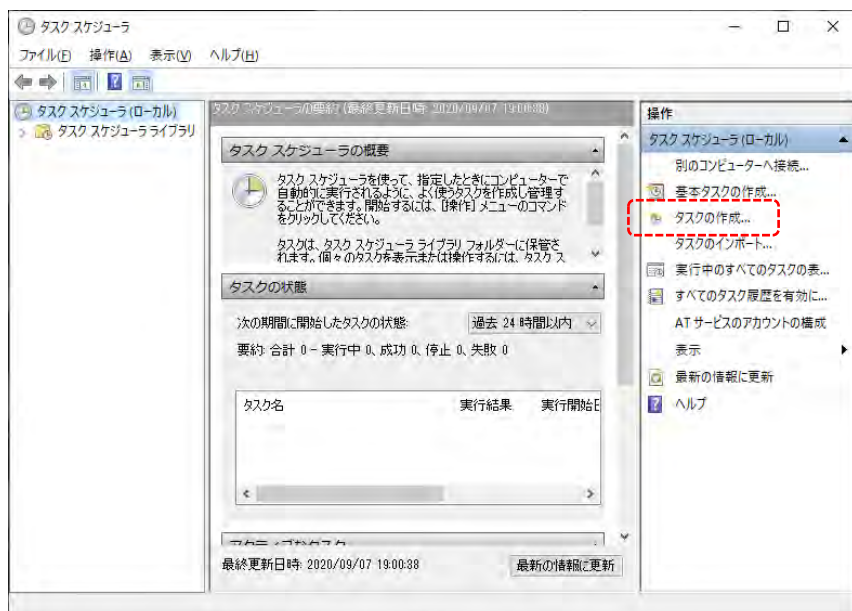 タスク スケジューラ
ファイル(F) 操作(A) 表示(V) ヘルプ(H)
タスク スケジューラ (ローカル)
タスク スケジューラ ライブラリ
タスク スケジューラの要約 (最終更新日時: 2020/09/07 19:00:38)
タスク スケジューラの概要
タスク スケジューラを使って、指定したときにコンピューターで
自動的に実行されるように、よく使うタスクを作成し管理す
ることができます。開始するには、[操作] メニューのコマンド
をクリックしてください。
タスクは、タスク スケジューラ ライブラリ フォルダーに保管さ
れます。個々のタスクを表示または操作するには、タスク ス
タスクの状態
次の期間に開始したタスクの状態: 過去 24 時間以内
要約: 合計 0 - 実行中 0、成功 0、停止 0、失敗 0
タスク名 実行結果 実行開始日
アクティブなタスク
最終更新日時: 2020/09/07 19:00:38 最新の情報に更新
操作
タスク スケジューラ (ローカル)
別のコンピューターへ接続...
基本タスクの作成...
タスクの作成...
タスクのインポート...
実行中のすべてのタスクの表...
すべてのタスク履歴を有効に...
AT サービスのアカウントの構成
表示
最新の情報に更新
ヘルプ